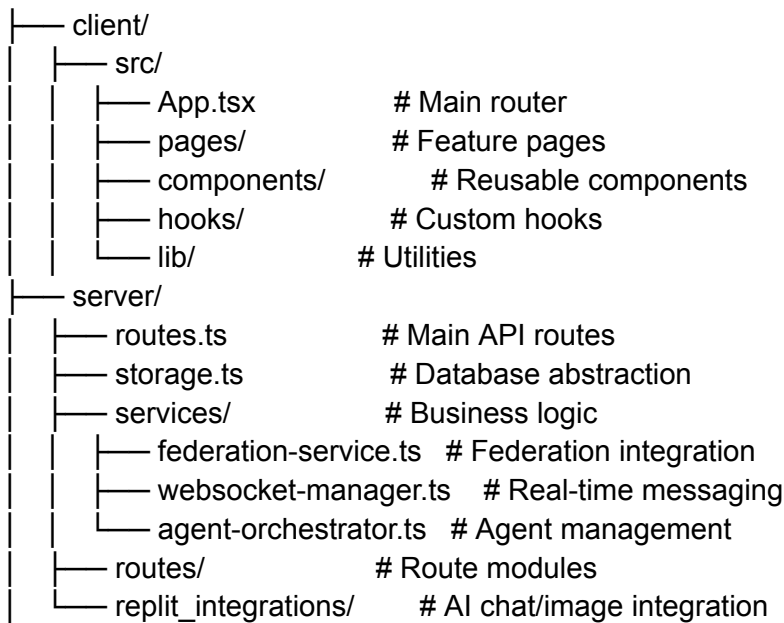 ├── client/
│   ├── src/
│   │   ├── App.tsx                # Main router
│   │   ├── pages/                 # Feature pages
│   │   ├── components/            # Reusable components
│   │   ├── hooks/                 # Custom hooks
│   │   └── lib/                   # Utilities
├── server/
│   ├── routes.ts                  # Main API routes
│   ├── storage.ts                 # Database abstraction
│   ├── services/                  # Business logic
│   │   ├── federation-service.ts  # Federation integration
│   │   ├── websocket-manager.ts   # Real-time messaging
│   │   └── agent-orchestrator.ts  # Agent management
│   ├── routes/                    # Route modules
│   └── replit_integrations/       # AI chat/image integration